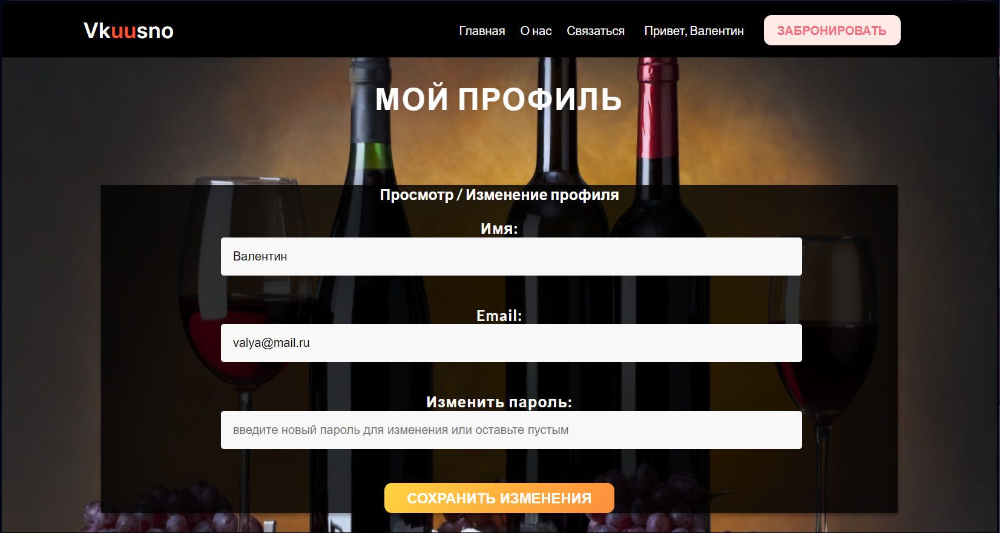 Vkuusno
Главная О нас Связаться Привет, Валентин ЗАБРОНИРОВАТЬ
МОЙ ПРОФИЛЬ
Просмотр / Изменение профиля
Имя:
Валентин
Email:
valya@mail.ru
Изменить пароль:
введите новый пароль для изменения или оставьте пустым
СОХРАНИТЬ ИЗМЕНЕНИЯ